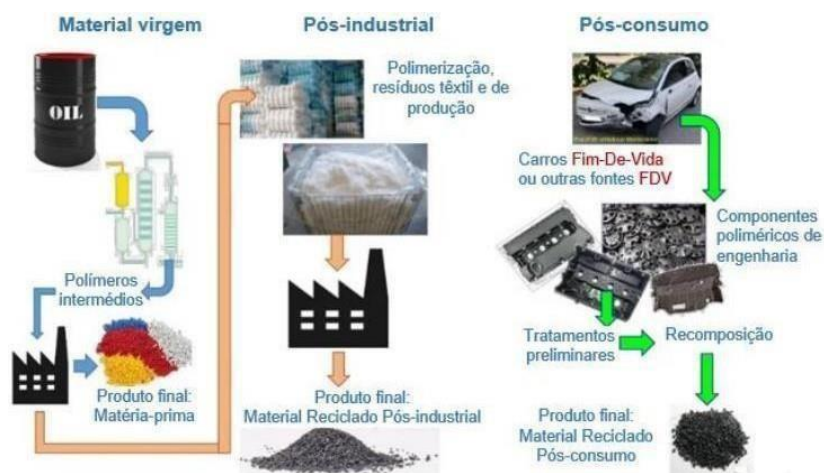 Material virgem
OIL
Polímeros
intermédios
Produto final:
Matéria-prima
Pós-industrial
Polimerização,
resíduos têxtil e de
produção
Produto final:
Material Reciclado Pós-industrial
Pós-consumo
Carros Fim-De-Vida
ou outras fontes FDV
Componentes
poliméricos de
engenharia
Tratamentos
preliminares
Recomposição
Produto final:
Material Reciclado
Pós-consumo